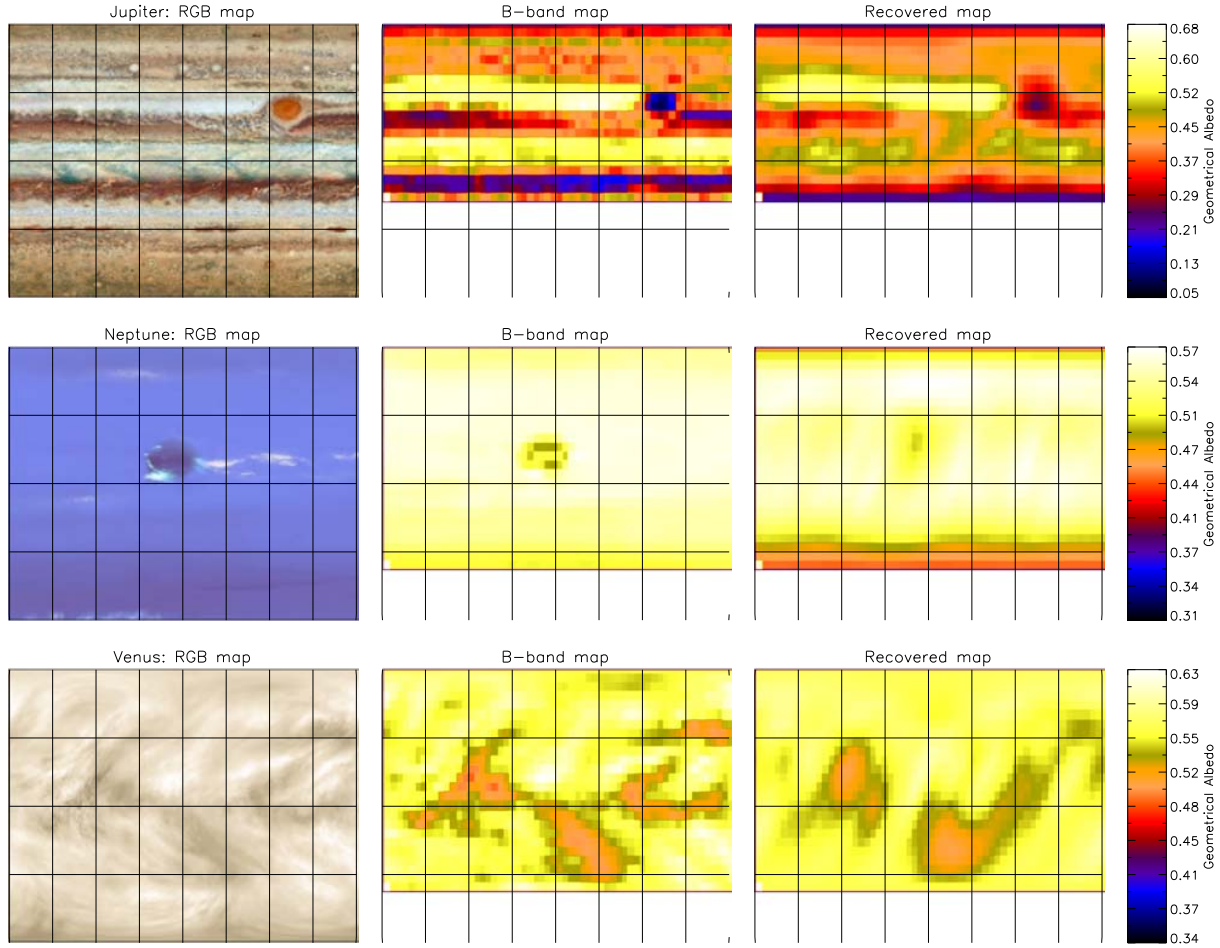 Jupiter: RGB map
B-band map
Recovered map
0.68
0.60
0.52
0.45
0.37
0.29
0.21
0.13
0.05
Geometrical Albedo
Neptune: RGB map
B-band map
Recovered map
0.57
0.54
0.51
0.47
0.44
0.41
0.37
0.34
0.31
Geometrical Albedo
Venus: RGB map
B-band map
Recovered map
0.63
0.59
0.55
0.52
0.48
0.45
0.41
0.37
0.34
Geometrical Albedo